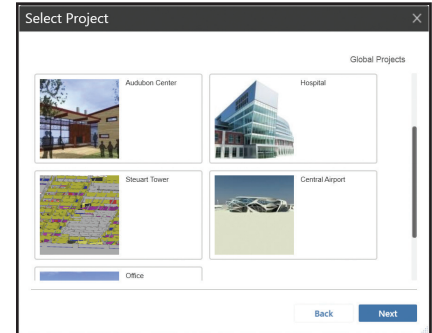 Select Project
Global Projects
Audubon Center
Hospital
Steuart Tower
Central Airport
Office
Back
Next